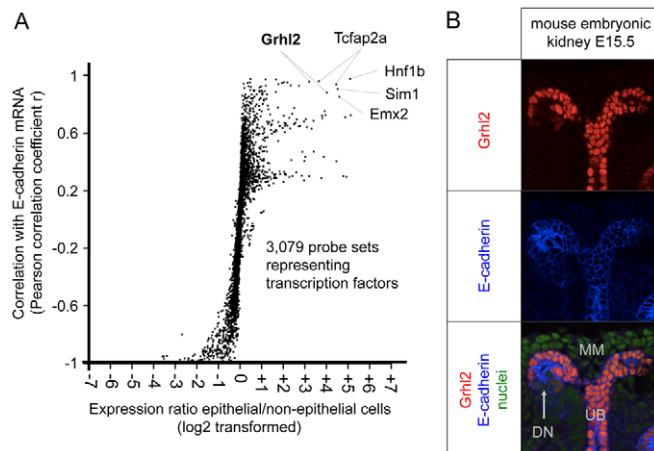 A
Grhl2
Tcfap2a
Hnf1b
Sim1
Emx2
Correlation with E-cadherin mRNA
(Pearson correlation coefficient r)
1
0.6
0.2
-0.2
-0.6
-1
3,079 probe sets
representing
transcription factors
-7 -6 -5 -4 -3 -2 -1 0 +1 +2 +3 +4 +5 +6 +7
Expression ratio epithelial/non-epithelial cells
(log2 transformed)
B
mouse embryonic
kidney E15.5
Grhl2
E-cadherin
Grhl2
E-cadherin
nuclei
MM
UB
DN